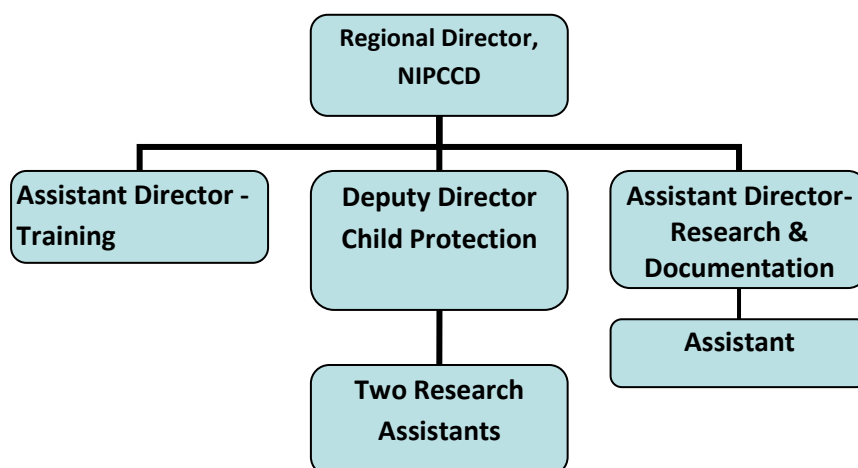 Regional Director,
NIPCCD
Assistant Director -
Training
Deputy Director
Child Protection
Assistant Director-
Research &
Documentation
Assistant
Two Research
Assistants